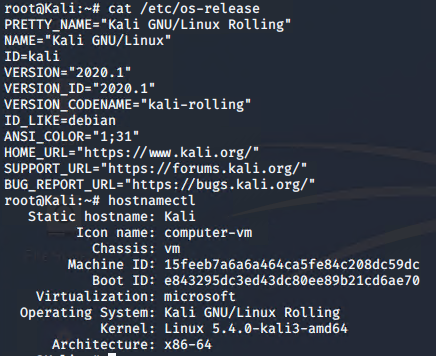 root@Kali:~# cat /etc/os-release
PRETTY_NAME="Kali GNU/Linux Rolling"
NAME="Kali GNU/Linux"
ID=kali
VERSION="2020.1"
VERSION_ID="2020.1"
VERSION_CODENAME="kali-rolling"
ID_LIKE=debian
ANSI_COLOR="1;31"
HOME_URL="https://www.kali.org/"
SUPPORT_URL="https://forums.kali.org/"
BUG_REPORT_URL="https://bugs.kali.org/"
root@Kali:~# hostnamectl
Static hostname: Kali
Icon name: computer-vm
Chassis: vm
Machine ID: 15feeb7a6a6a464ca5fe84c208dc59dc
Boot ID: e843295dc3ed43dc80ee89b21cd6ae70
Virtualization: microsoft
Operating System: Kali GNU/Linux Rolling
Kernel: Linux 5.4.0-kali3-amd64
Architecture: x86-64